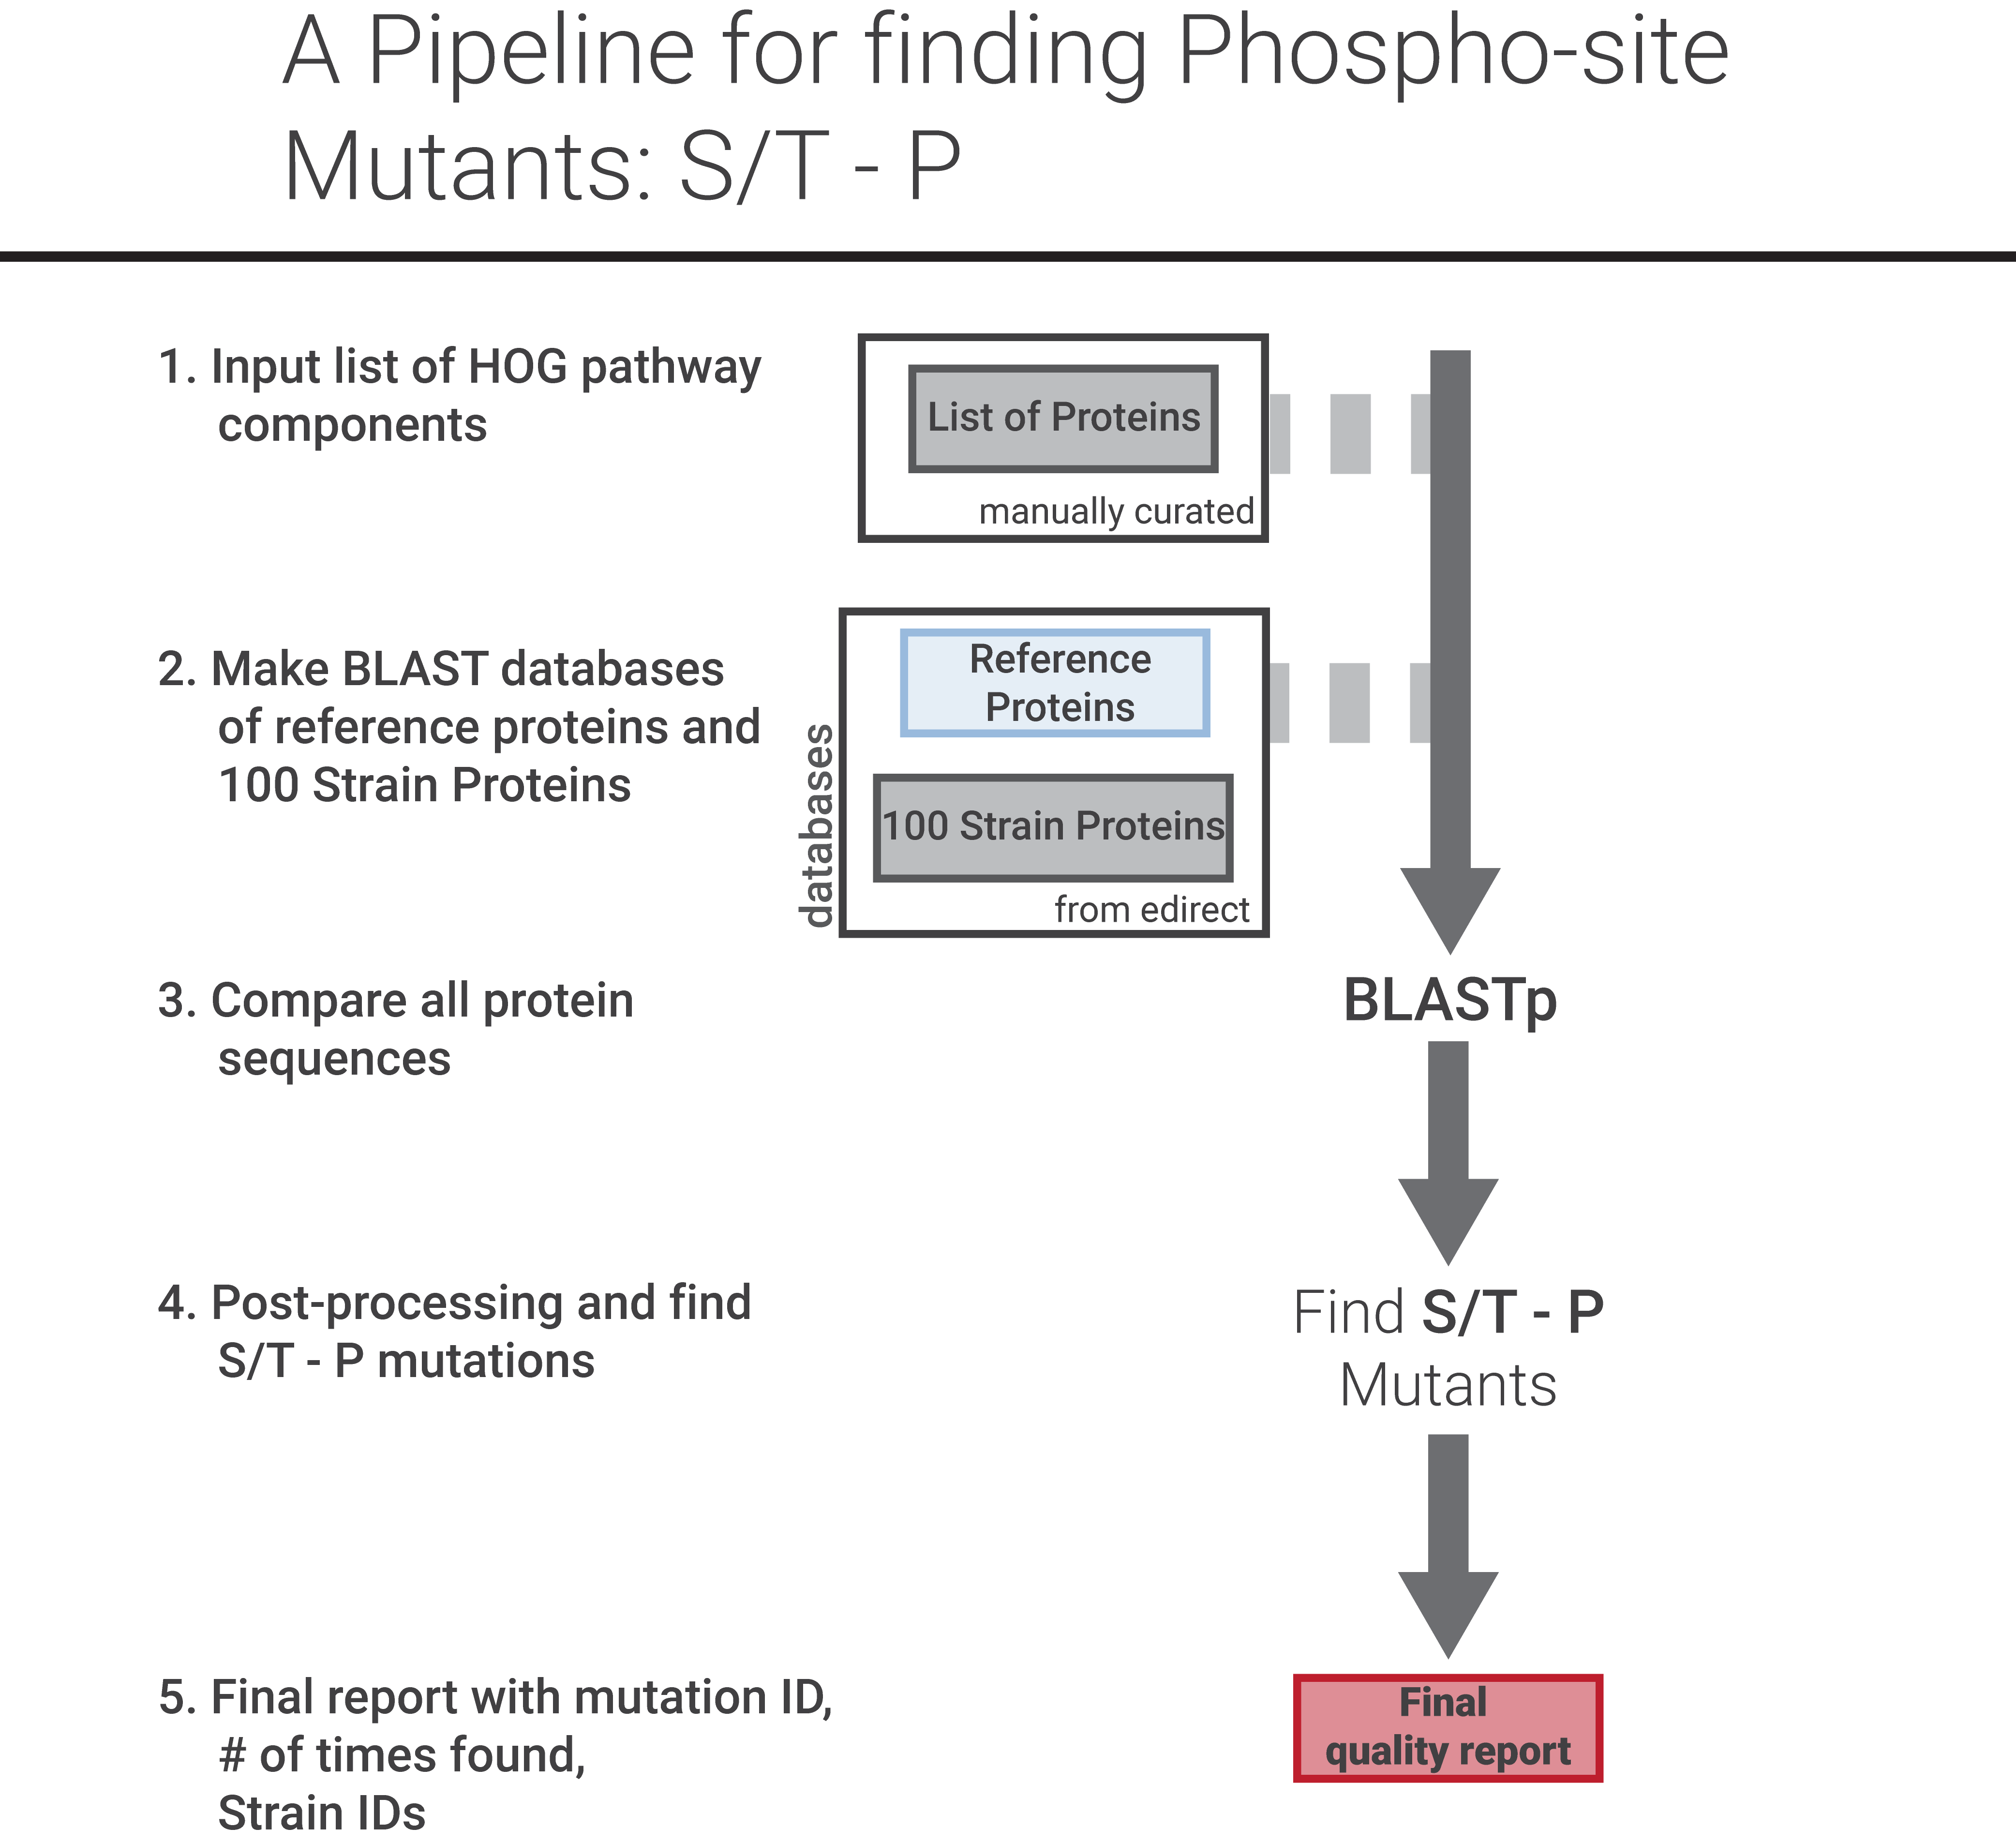 A Pipeline for finding Phospho-site
Mutants: S/T - P
1. Input list of HOG pathway
components
List of Proteins
manually curated
2. Make BLAST databases
of reference proteins and
100 Strain Proteins
databases
Reference
Proteins
100 Strain Proteins
from edirect
3. Compare all protein
sequences
BLASTp
4. Post-processing and find
S/T - P mutations
Find S/T - P
Mutants
5. Final report with mutation ID,
# of times found,
Strain IDs
Final
quality report